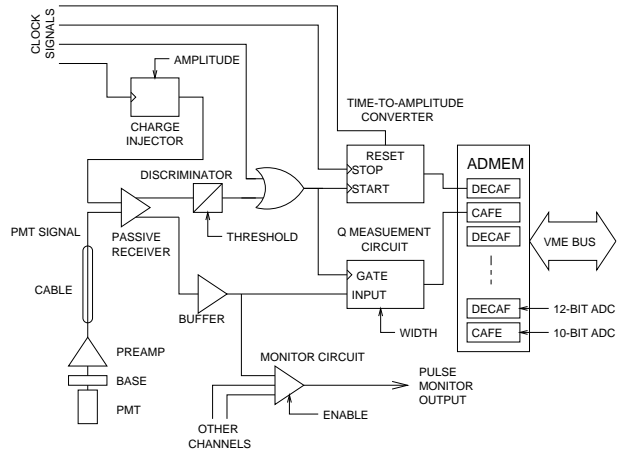 CLOCK
SIGNALS
AMPLITUDE
CHARGE
INJECTOR
TIME-TO-AMPLITUDE
CONVERTER
RESET
STOP
START
ADMEM
DECAF
CAFE
DECAF
DECAF
CAFE
DISCRIMINATOR
THRESHOLD
PMT SIGNAL
PASSIVE
RECEIVER
Q MEASUEMENT
CIRCUIT
GATE
INPUT
WIDTH
VME BUS
12-BIT ADC
10-BIT ADC
CABLE
BUFFER
PREAMP
BASE
PMT
MONITOR CIRCUIT
ENABLE
OTHER
CHANNELS
PULSE
MONITOR
OUTPUT